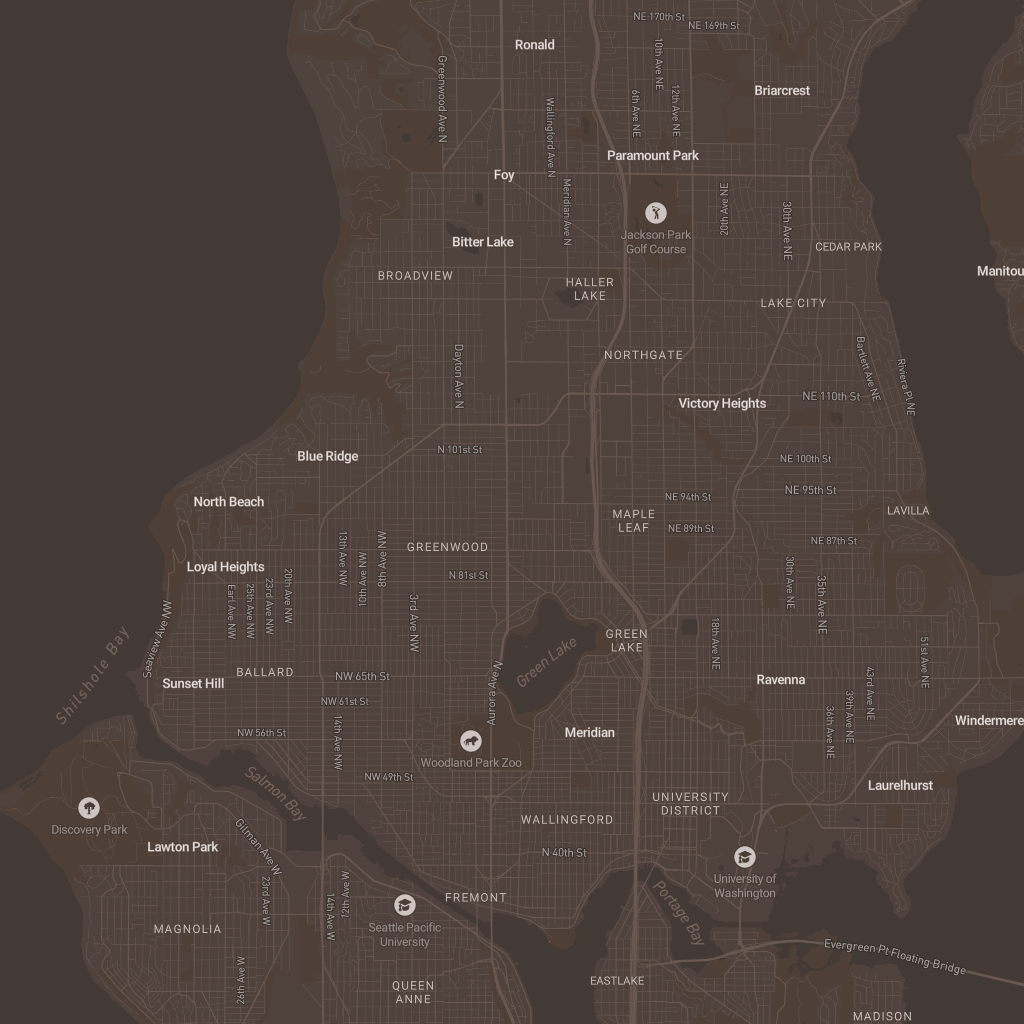 NE 170th St
NE 169th St
Ronald
Greenwood Ave N
10th Ave NE
6th Ave NE
12th Ave NE
Briarcrest
Wallingford Ave N
Paramount Park
Foy
Meridian Ave N
20th Ave NE
30th Ave NE
Jackson Park
Golf Course
Bitter Lake
CEDAR PARK
BROADVIEW
HALLER
LAKE
Manitou
LAKE CITY
NORTHGATE
Dayton Ave N
Bartlett Ave NE
Riviera Pl NE
Victory Heights
NE 110th St
N 101st St
Blue Ridge
NE 100th St
NE 95th St
NE 94th St
North Beach
MAPLE
LEAF
LAVILLA
NE 89th St
NE 87th St
GREENWOOD
13th Ave NW
10th Ave NW
8th Ave NW
Loyal Heights
N 81st St
Earl Ave NW
25th Ave NW
23rd Ave NW
20th Ave NW
30th Ave NE
35th Ave NE
3rd Ave NW
Seaview Ave NW
GREEN
LAKE
18th Ave NE
51st Ave NE
Green Lake
Shilshole Bay
BALLARD
NW 65th St
Sunset Hill
Ravenna
43rd Ave NE
NW 61st St
Aurora Ave N
39th Ave NE
36th Ave NE
Windermere
NW 56th St
14th Ave NW
Meridian
Woodland Park Zoo
NW 49th St
Salmon Bay
Laurelhurst
UNIVERSITY
DISTRICT
Discovery Park
WALLINGFORD
Gilman Ave W
Lawton Park
N 40th St
University of
Washington
23rd Ave W
14th Ave W
12th Ave W
FREMONT
Portage Bay
MAGNOLIA
Seattle Pacific
University
Evergreen Pt Floating Bridge
26th Ave W
EASTLAKE
QUEEN
ANNE
MADISON